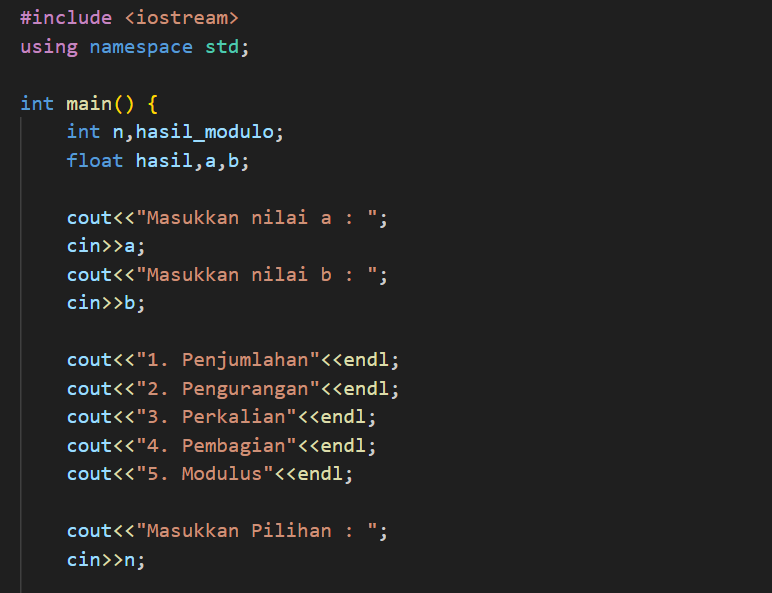 #include <iostream>
using namespace std;
int main() {
int n,hasil_modulo;
float hasil,a,b;
cout<<"Masukkan nilai a : ";
cin>>a;
cout<<"Masukkan nilai b : ";
cin>>b;
cout<<"1. Penjumlahan"<<endl;
cout<<"2. Pengurangan"<<endl;
cout<<"3. Perkalian"<<endl;
cout<<"4. Pembagian"<<endl;
cout<<"5. Modulus"<<endl;
cout<<"Masukkan Pilihan : ";
cin>>n;